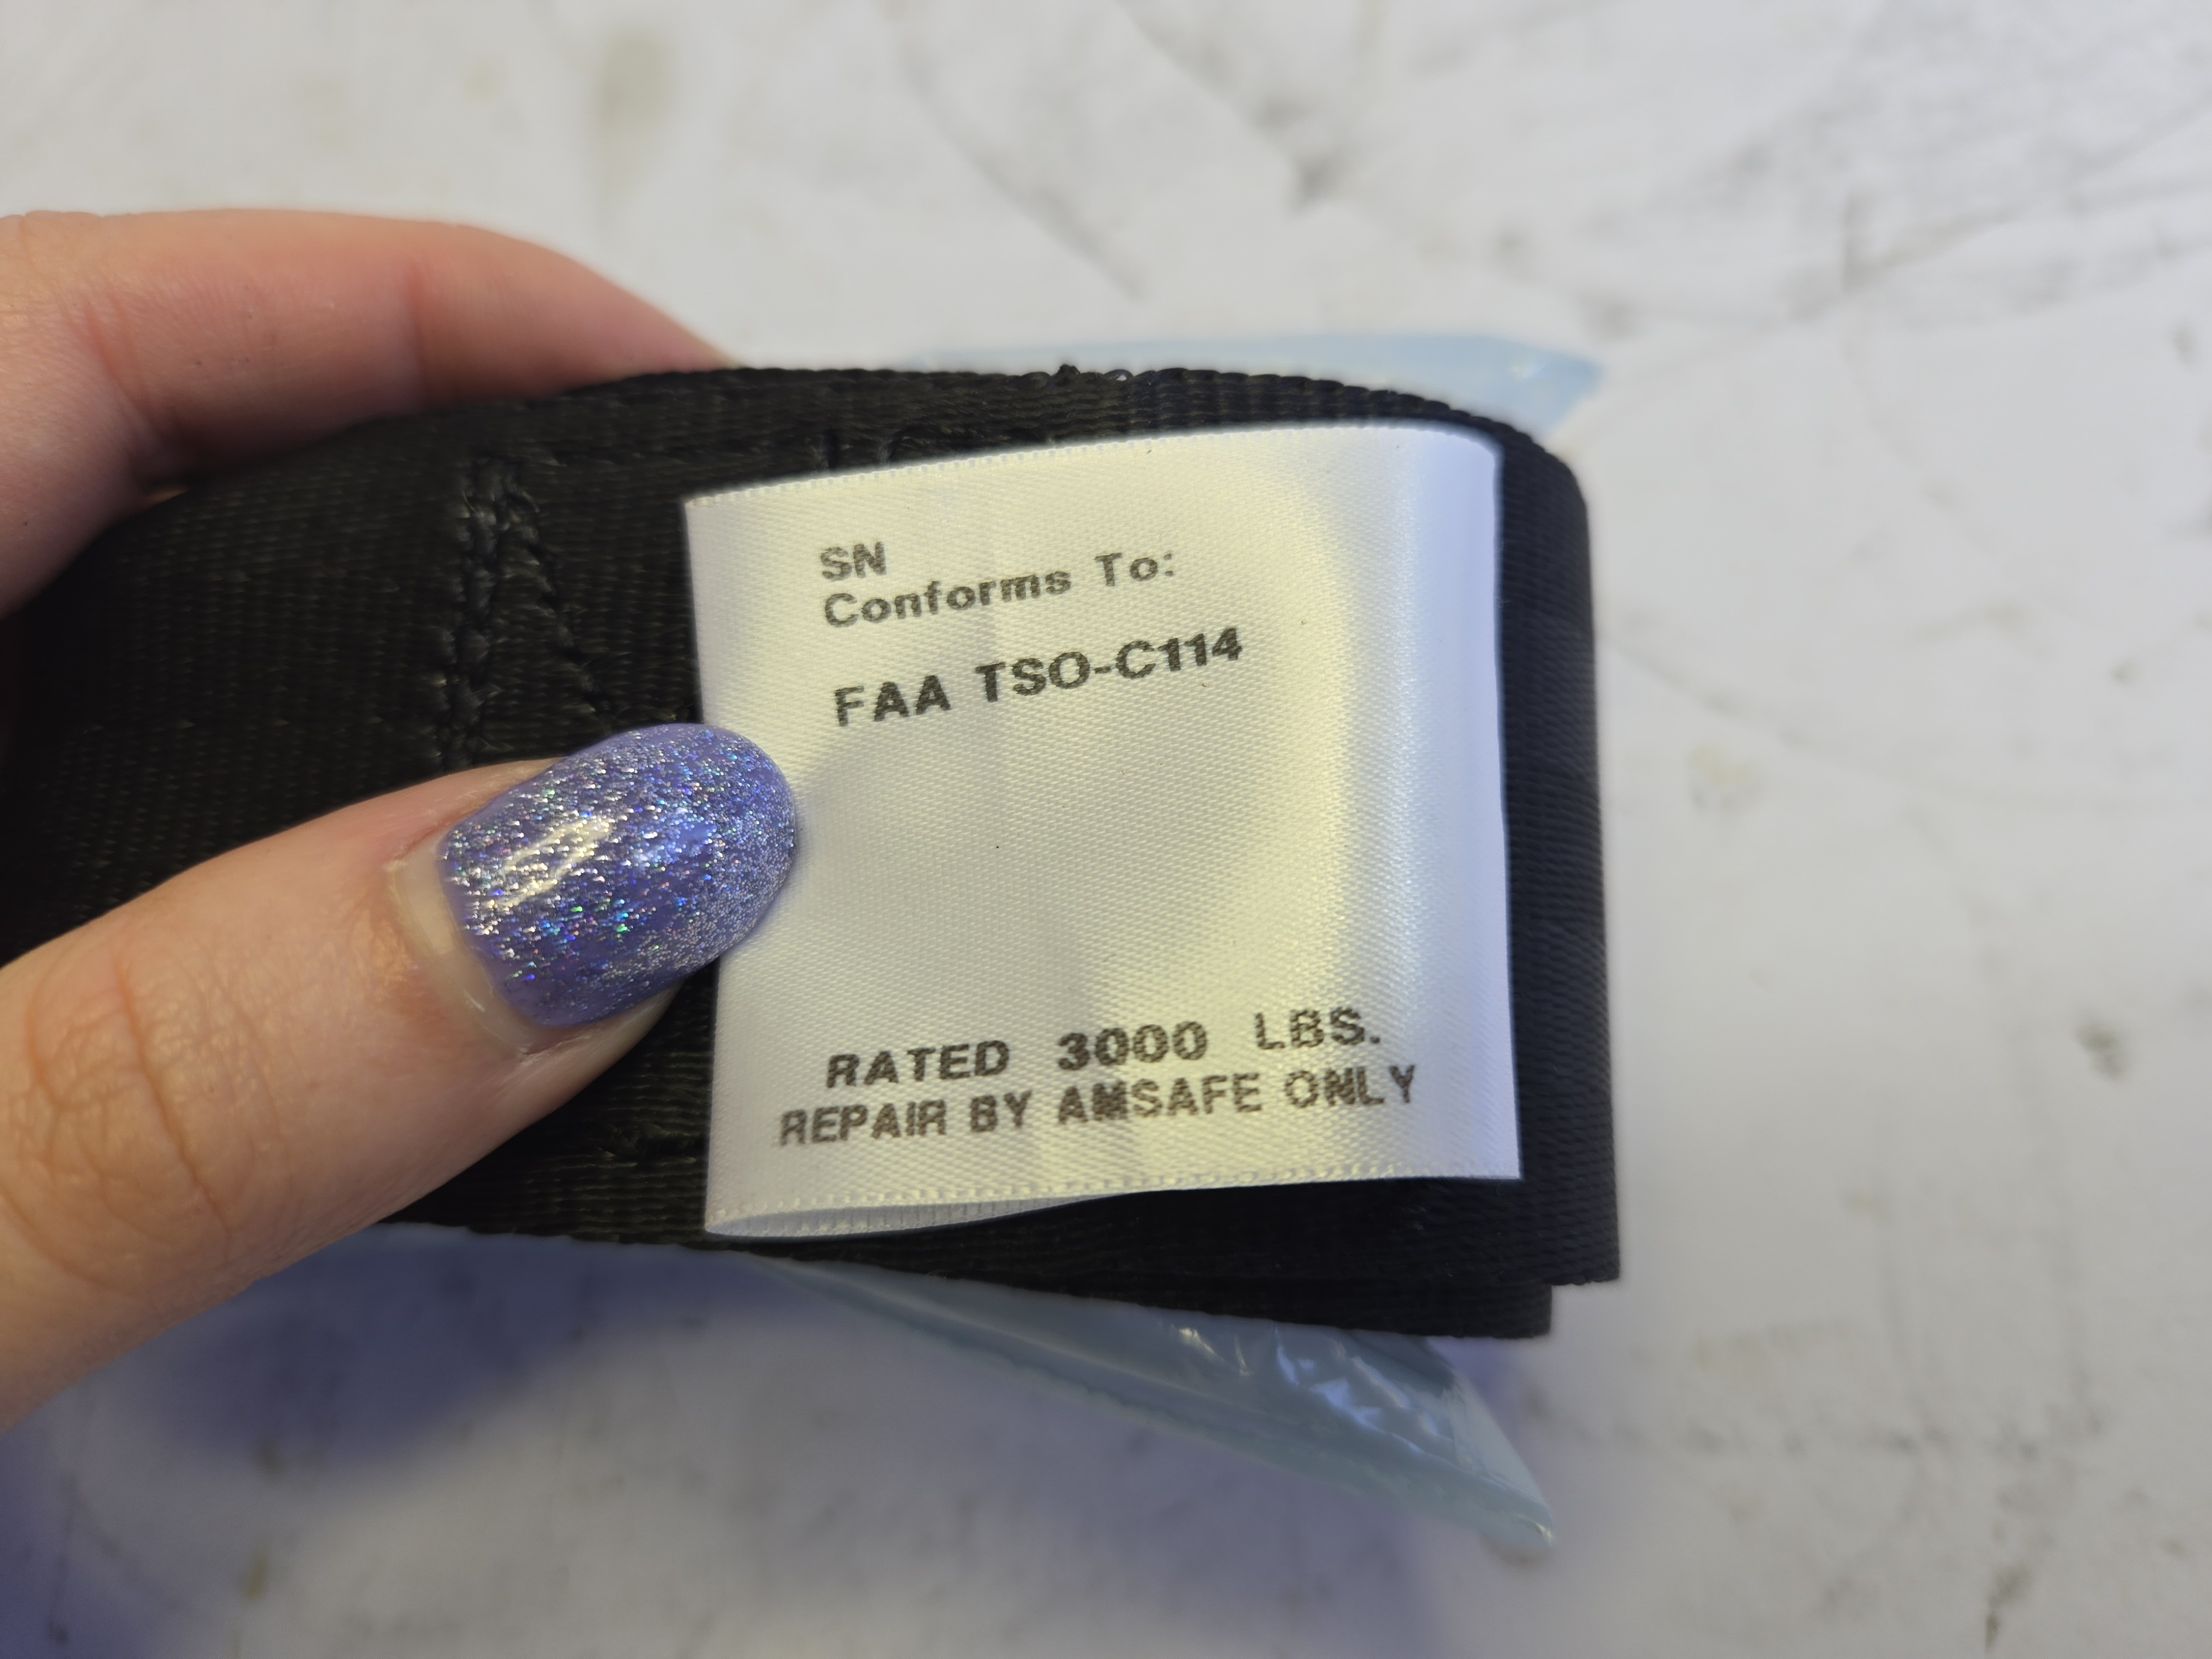 SN
Conforms To:
FAA TSO-C114
RATED 3000 LBS.
REPAIR BY AMSAFE ONLY